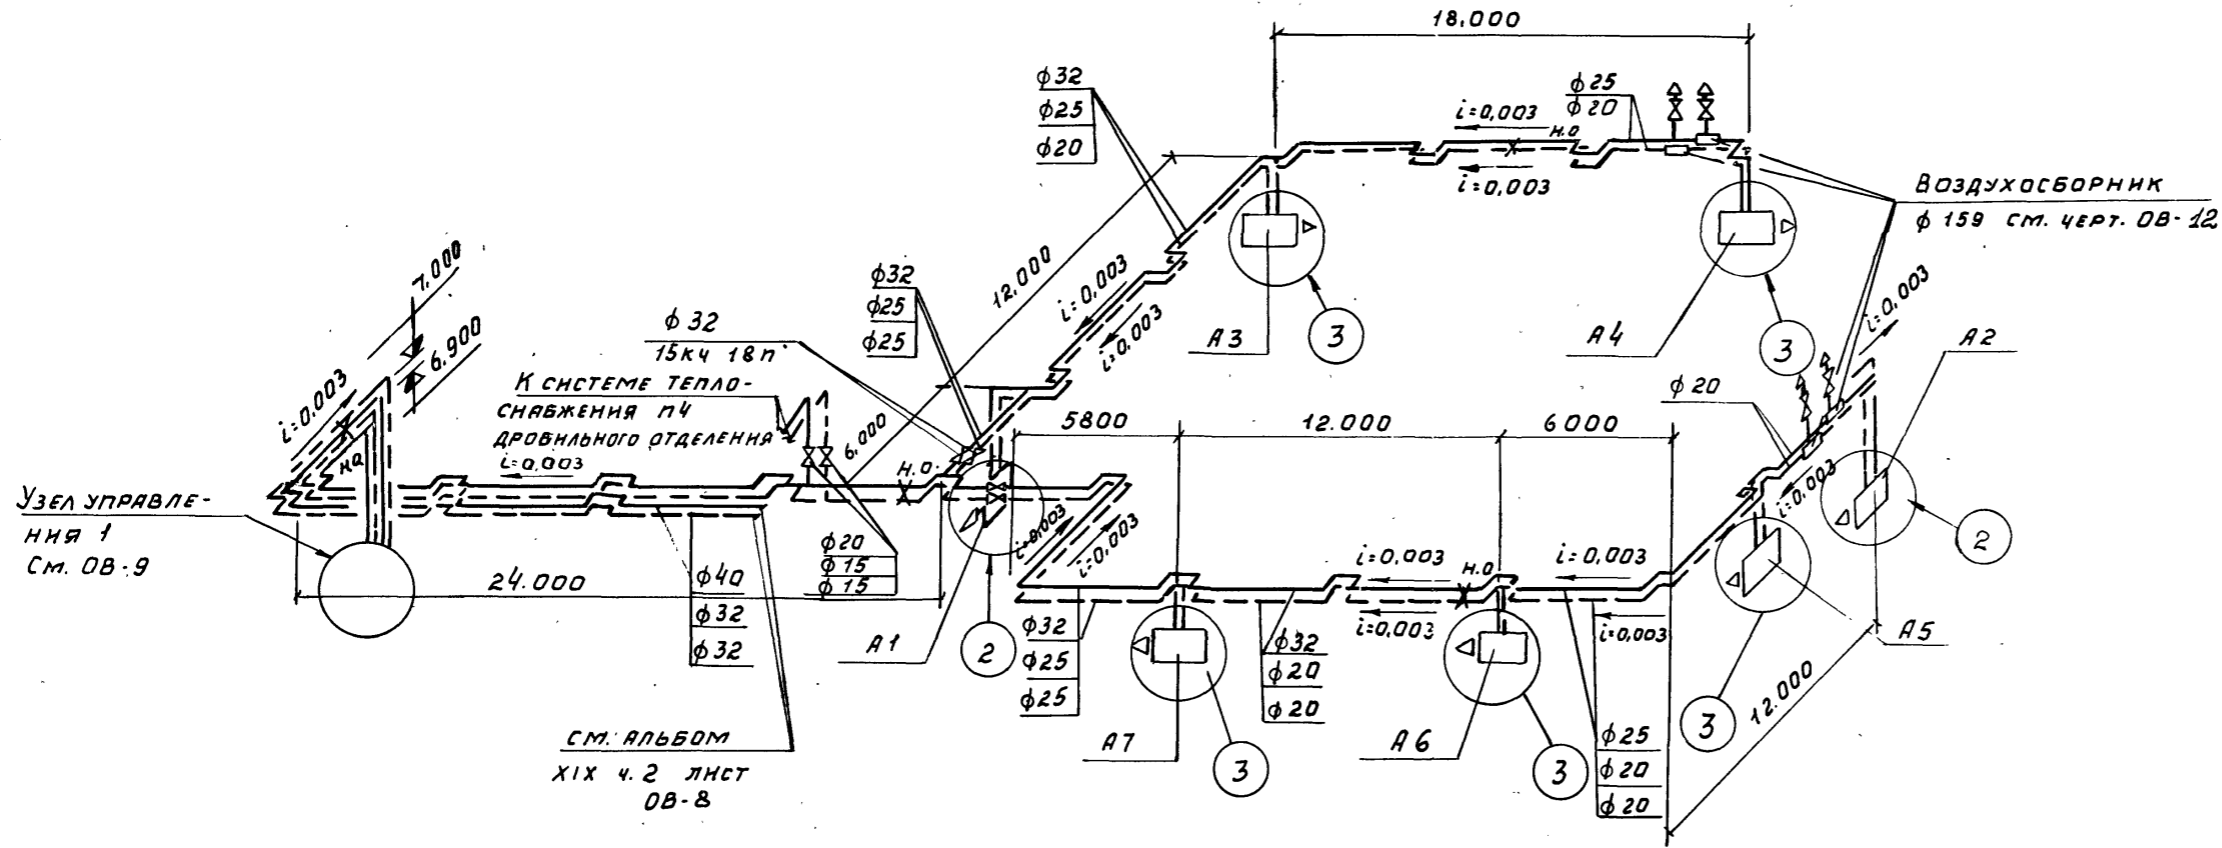 18.000
ф32
ф25
ф20
ф25
ф20
i=0,003
н.о
i=0,003
ВОЗДУХОСБОРНИК
ф 159 см. черт. ОВ-12
12.000
7,000
6.900
i=0,003
н.о
ф32
ф25
ф25
i=0,003
i=0,003
А3
3
А4
3
i=0,003
А2
ф 32
15кч 18п
К системе тепло-
снабжения п4
дробильного отделения
i=0,003
6.000
н.о.
5800
12.000
6000
ф 20
i=0,003
2
Узел управле-
ния 1
см. ОВ-9
24.000
ф40
ф32
ф32
ф20
ф15
ф15
А1
2
i=0,003
i=0,003
ф32
ф25
ф25
i=0,003
i=0,003
н.о
i=0,003
i=0,003
ф32
ф20
ф20
А7
3
А6
3
ф25
ф20
ф20
3
А5
12.000
см. альбом
XIX ч. 2 лист
ОВ-8